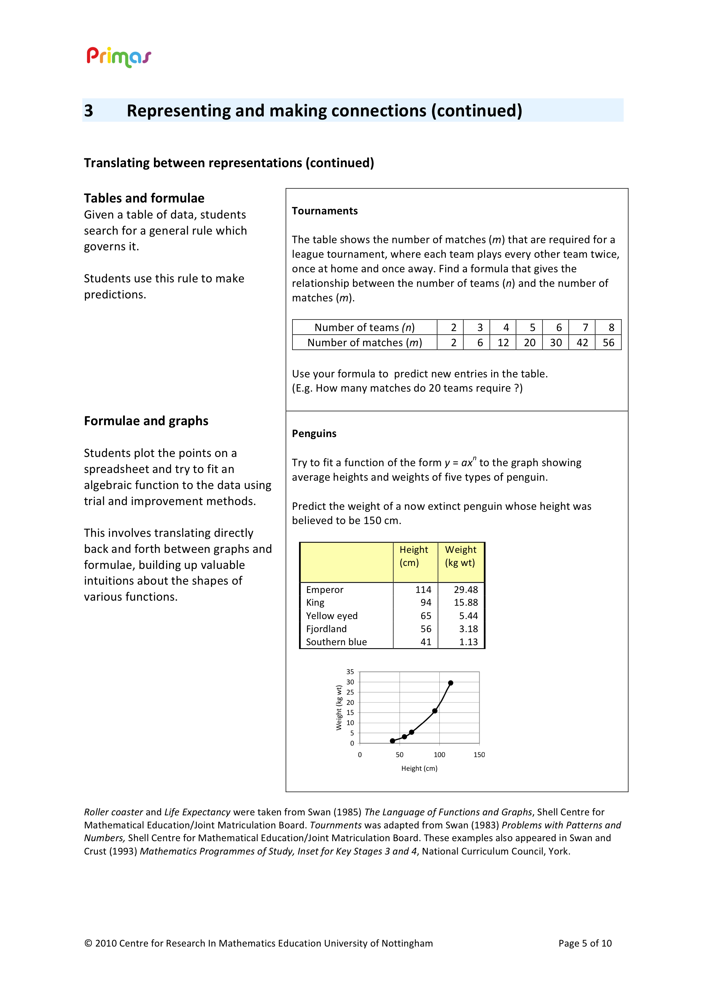 Primas
3 Representing and making connections (continued)
Translating between representations (continued)
Tables and formulae
Given a table of data, students
search for a general rule which
governs it.
Students use this rule to make
predictions.
Tournaments
The table shows the number of matches (m) that are required for a
league tournament, where each team plays every other team twice,
once at home and once away. Find a formula that gives the
relationship between the number of teams (n) and the number of
matches (m).
Number of teams (n) 2 3 4 5 6 7 8
Number of matches (m) 2 6 12 20 30 42 56
Use your formula to  predict new entries in the table.
(E.g. How many matches do 20 teams require ?)
Formulae and graphs
Students plot the points on a
spreadsheet and try to fit an
algebraic function to the data using
trial and improvement methods.
This involves translating directly
back and forth between graphs and
formulae, building up valuable
intuitions about the shapes of
various functions.
Penguins
Try to fit a function of the form y = axⁿ to the graph showing
average heights and weights of five types of penguin.
Predict the weight of a now extinct penguin whose height was
believed to be 150 cm.
Height Weight
(cm) (kg wt)
Emperor 114 29.48
King 94 15.88
Yellow eyed 65 5.44
Fjordland 56 3.18
Southern blue 41 1.13
Weight (kg wt)
35
30
25
20
15
10
5
0
0 50 100 150
Height (cm)
Roller coaster and Life Expectancy were taken from Swan (1985) The Language of Functions and Graphs, Shell Centre for
Mathematical Education/Joint Matriculation Board. Tournments was adapted from Swan (1983) Problems with Patterns and
Numbers, Shell Centre for Mathematical Education/Joint Matriculation Board. These examples also appeared in Swan and
Crust (1993) Mathematics Programmes of Study, Inset for Key Stages 3 and 4, National Curriculum Council, York.
© 2010 Centre for Research In Mathematics Education University of Nottingham Page 5 of 10